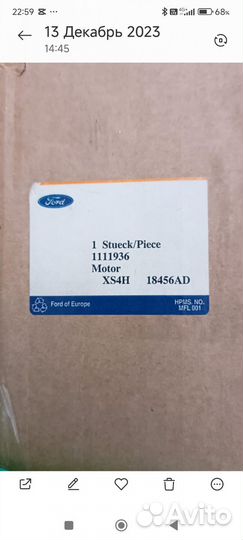 22:59
4G
68%
13 Декабрь 2023
14:45
Ford
1 Stueck/Piece
1111936
Motor
XS4H 18456AD
Ford of Europe
HPMS. NO.
MFL 001
Avito